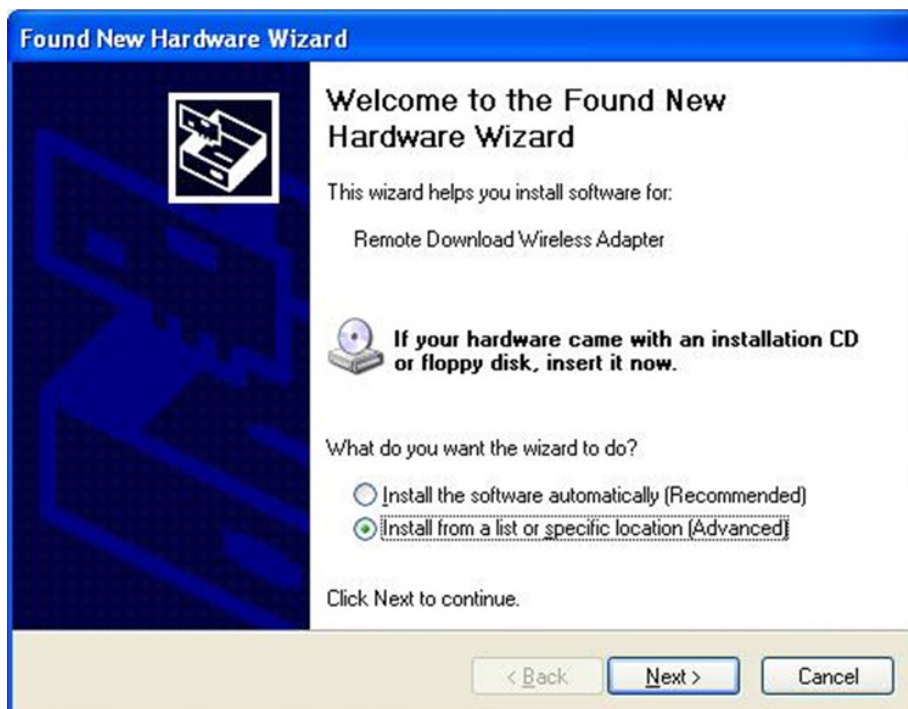 Found New Hardware Wizard
Welcome to the Found New
Hardware Wizard
This wizard helps you install software for:
Remote Download Wireless Adapter
If your hardware came with an installation CD
or floppy disk, insert it now.
What do you want the wizard to do?
Install the software automatically (Recommended)
Install from a list or specific location (Advanced)
Click Next to continue.
< Back Next > Cancel